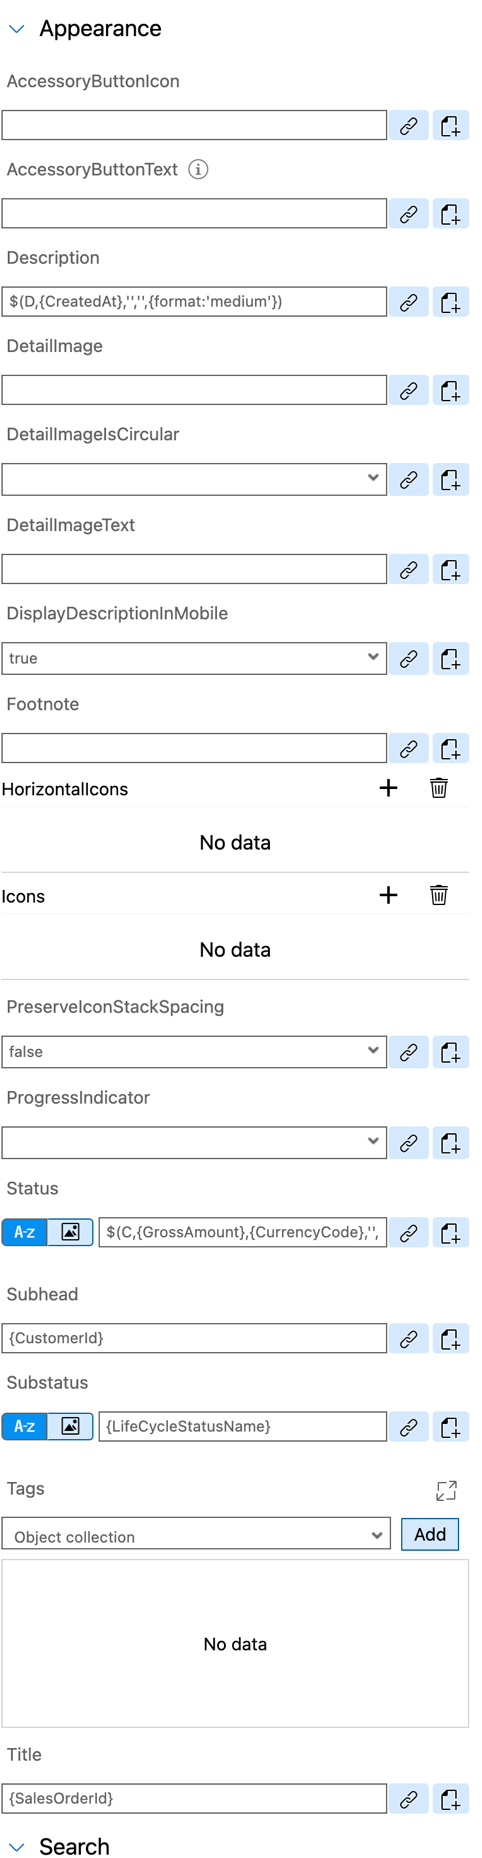 Appearance
AccessoryButtonIcon
AccessoryButtonText
Description
$(D,{CreatedAt},'','',{format:'medium'})
DetailImage
DetailImageIsCircular
DetailImageText
DisplayDescriptionInMobile
true
Footnote
HorizontalIcons
No data
Icons
No data
PreserveIconStackSpacing
false
ProgressIndicator
Status
A-z $(C,{GrossAmount},{CurrencyCode},'',
Subhead
{CustomerId}
Substatus
A-z {LifeCycleStatusName}
Tags
Object collection Add
No data
Title
{SalesOrderId}
Search